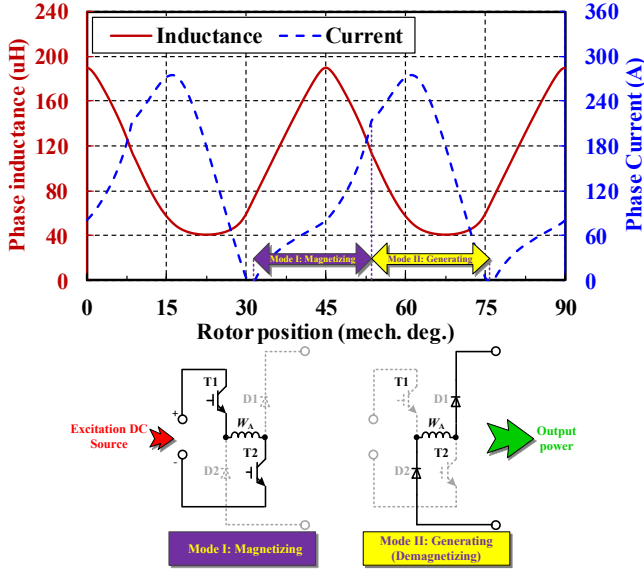 Inductance Current
Phase inductance (uH)
240
200
160
120
80
40
0
Phase Current (A)
360
300
240
180
120
60
0
Mode I: Magnetizing
Mode II: Generating
0 15 30 45 60 75 90
Rotor position (mech. deg.)
Excitation DC
Source
+
-
T1
D1
WA
T2
D2
Mode I: Magnetizing
T1
D1
WA
T2
D2
Output
power
Mode II: Generating
(Demagnetizing)